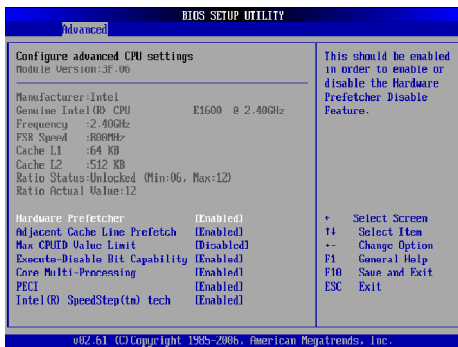 BIOS SETUP UTILITY
Advanced
Configure advanced CPU settings
Module Version:3F.06
Manufacturer:Intel
Genuine Intel(R) CPU E1600 @ 2.40GHz
Frequency :2.40GHz
FSB Speed :800MHz
Cache L1 :64 KB
Cache L2 :512 KB
Ratio Status:Unlocked (Min:06, Max:12)
Ratio Actual Value:12
Hardware Prefetcher [Enabled]
Adjacent Cache Line Prefetch [Enabled]
Max CPUID Value Limit [Disabled]
Execute-Disable Bit Capability [Enabled]
Core Multi-Processing [Enabled]
PECI [Enabled]
Intel(R) SpeedStep(tm) tech [Enabled]
This should be enabled
in order to enable or
disable the Hardware
Prefetcher Disable
Feature.
← Select Screen
↑↓ Select Item
+- Change Option
F1 General Help
F10 Save and Exit
ESC Exit
v02.61 (C)Copyright 1985-2006, American Megatrends, Inc.